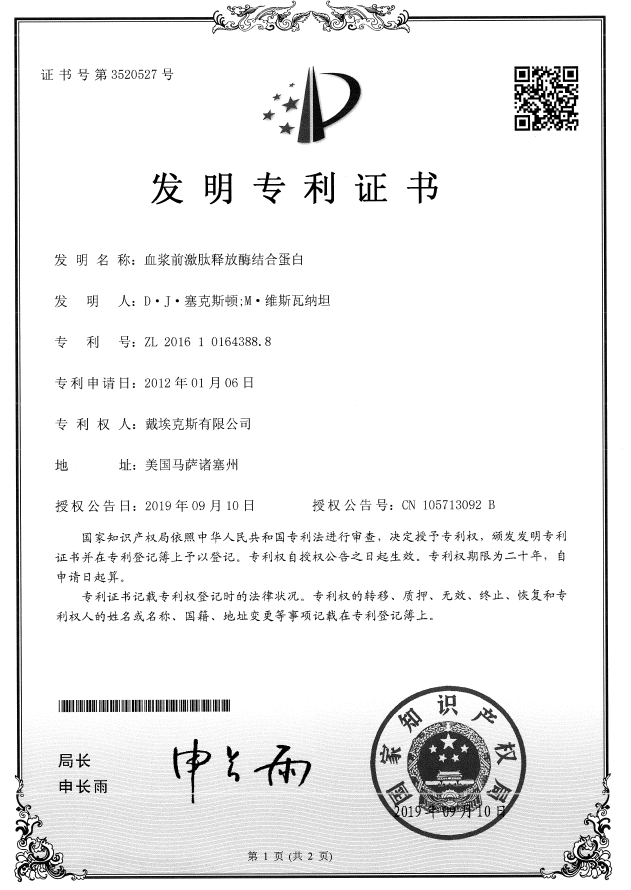 证书号第3520527号
发明专利证书
发 明 名 称：血浆前激肽释放酶结合蛋白
发 明 人：D·J·塞克斯顿;M·维斯瓦纳坦
专 利 号：ZL 2016 1 0164388.8
专利申请日：2012年01月06日
专 利 权 人：戴埃克斯有限公司
地 址：美国马萨诸塞州
授权公告日：2019年09月10日 授权公告号：CN 105713092 B
国家知识产权局依照中华人民共和国专利法进行审查，决定授予专利权，颁发发明专利
证书并在专利登记簿上予以登记。专利权自授权公告之日起生效。专利权期限为二十年，自
申请日起算。
专利证书记载专利权登记时的法律状况。专利权的转移、质押、无效、终止、恢复和专
利权人的姓名或名称、国籍、地址变更等事项记载在专利登记簿上。
局长
申长雨
申长雨
国家知识产权局
2019年09月10日
第 1 页 (共 2 页)